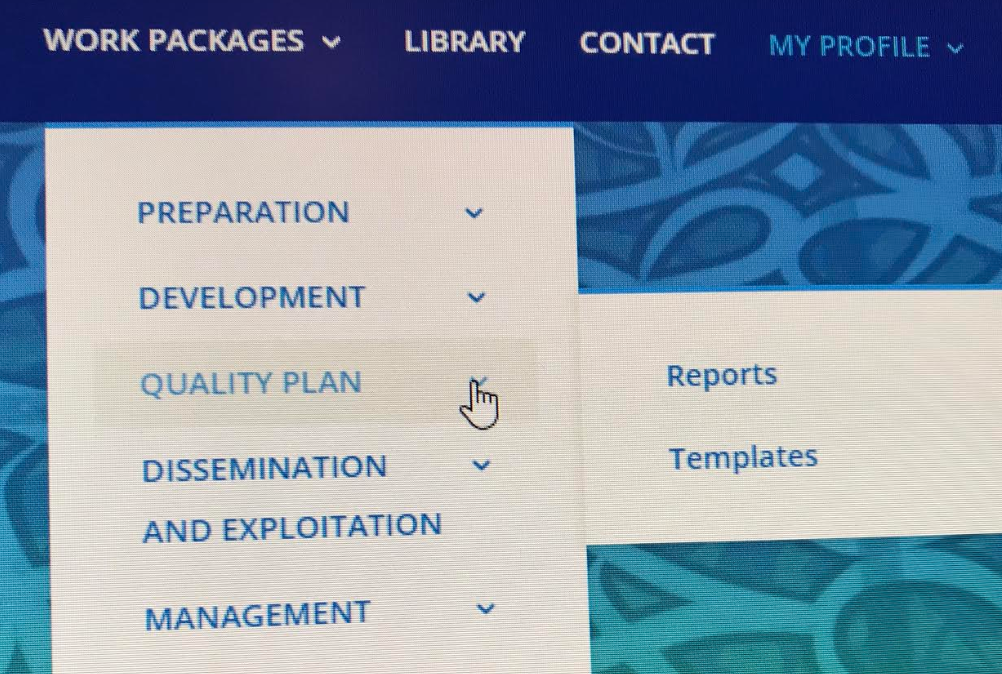 WORK PACKAGES LIBRARY CONTACT MY PROFILE
PREPARATION
DEVELOPMENT
QUALITY PLAN
Reports
Templates
DISSEMINATION
AND EXPLOITATION
MANAGEMENT